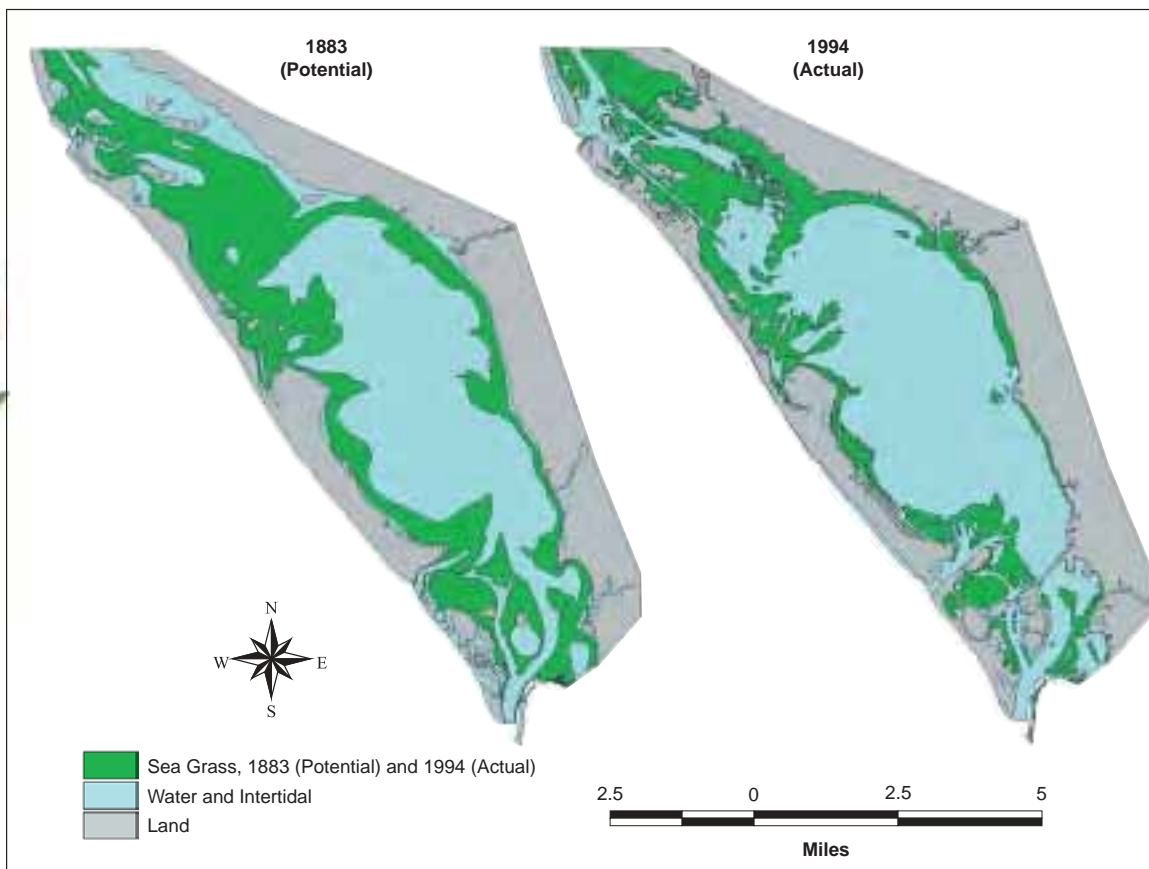 1883
(Potential)
1994
(Actual)
N
W E
S
Sea Grass, 1883 (Potential) and 1994 (Actual)
Water and Intertidal
Land
2.5 0 2.5 5
Miles